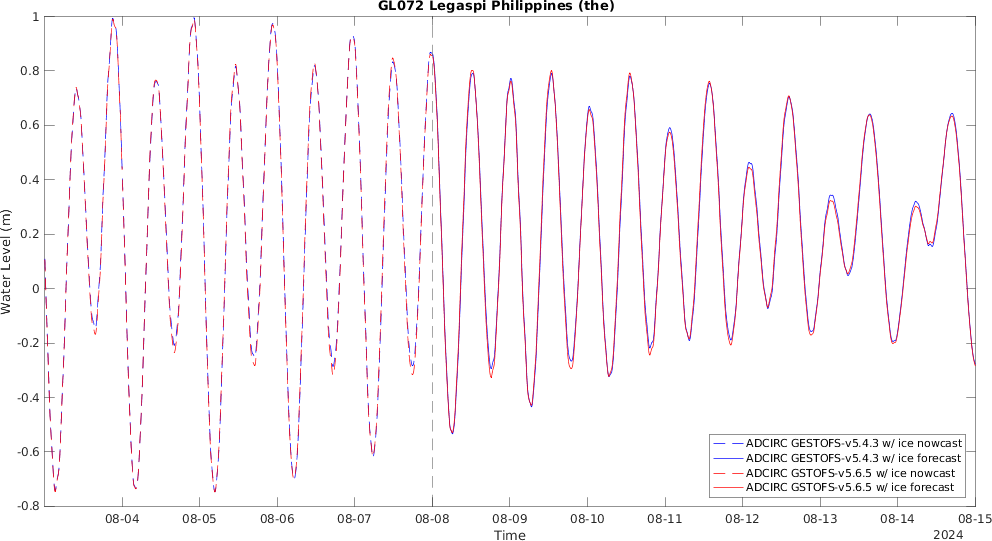 GL072 Legaspi Philippines (the)
Water Level (m)
1
0.8
0.6
0.4
0.2
0
-0.2
-0.4
-0.6
-0.8
ADCIRC GESTOFS-v5.4.3 w/ ice nowcast
ADCIRC GESTOFS-v5.4.3 w/ ice forecast
ADCIRC GSTOFS-v5.6.5 w/ ice nowcast
ADCIRC GSTOFS-v5.6.5 w/ ice forecast
08-04 08-05 08-06 08-07 08-08 08-09 08-10 08-11 08-12 08-13 08-14 08-15
Time
2024